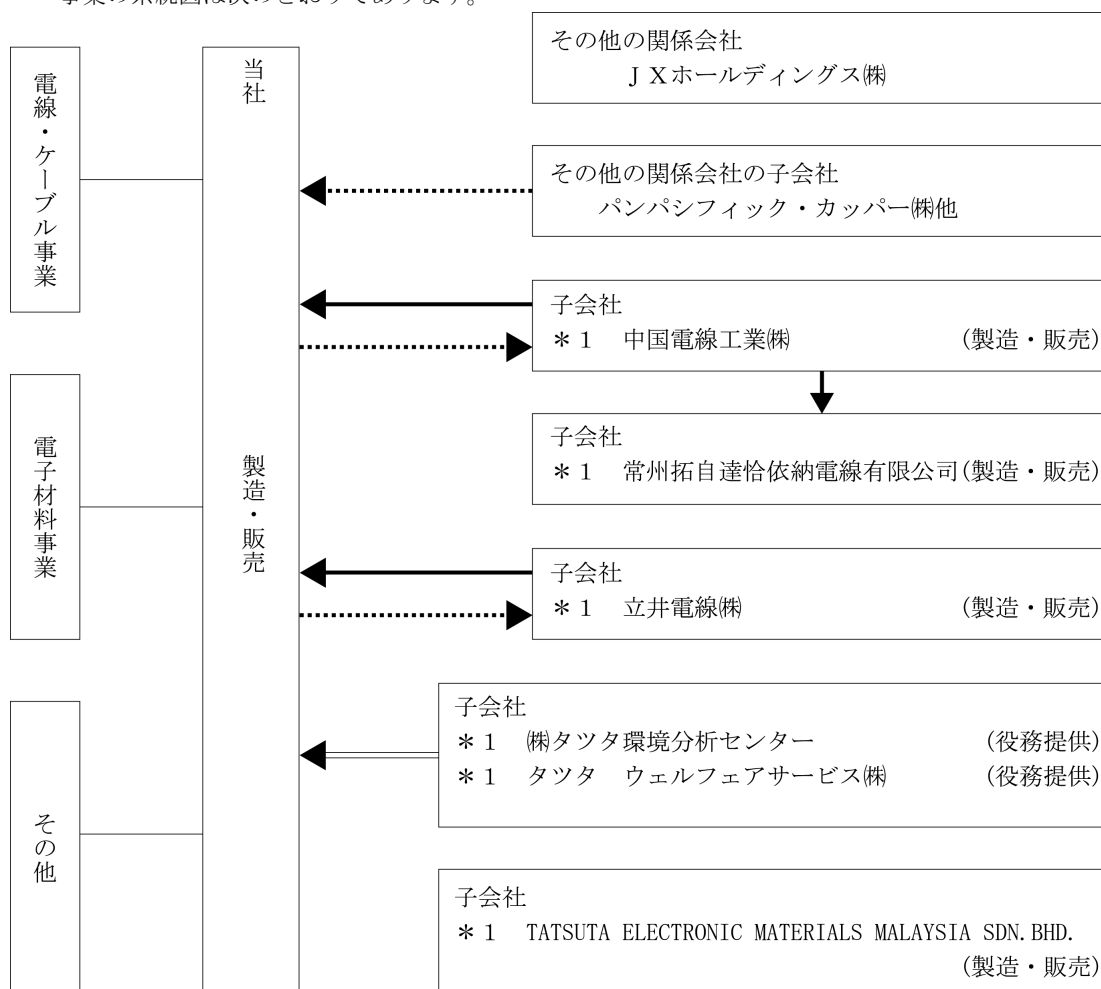 事業の系統図は次のとおりであります。
電線・ケーブル事業
電子材料事業
その他
当社
製造・販売
その他の関係会社
ＪＸホールディングス㈱
その他の関係会社の子会社
パンパシフィック・カッパー㈱他
子会社
＊１　中国電線工業㈱　（製造・販売）
子会社
＊１　常州拓自達恰依納電線有限公司（製造・販売）
子会社
＊１　立井電線㈱　（製造・販売）
子会社
＊１　㈱タツタ環境分析センター　（役務提供）
＊１　タツタ　ウェルフェアサービス㈱　（役務提供）
子会社
＊１　TATSUTA ELECTRONIC MATERIALS MALAYSIA SDN.BHD.
（製造・販売）